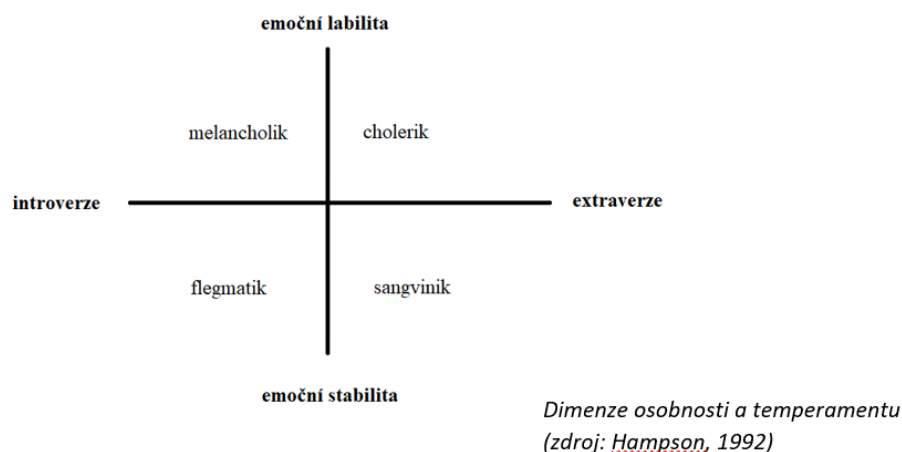 emoční labilita
melancholik cholerik
introverze extraverze
flegmatik sangvinik
emoční stabilita
Dimenze osobnosti a temperamentu
(zdroj: Hampson, 1992)